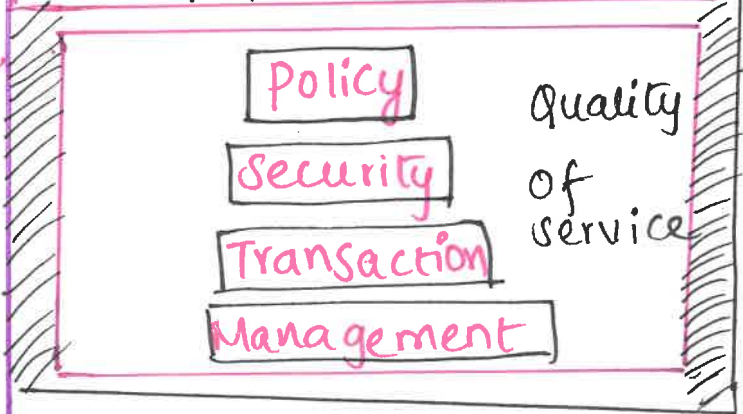 Policy
Quality
Security
of
service
Transaction
Management